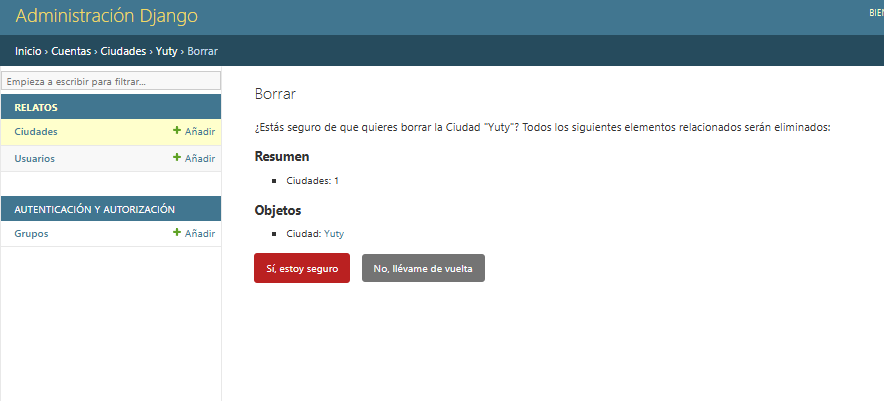 Administración Django
BIEN
Inicio › Cuentas › Ciudades › Yuty › Borrar
Empieza a escribir para filtrar...
RELATOS
Ciudades + Añadir
Usuarios + Añadir
AUTENTICACIÓN Y AUTORIZACIÓN
Grupos + Añadir
Borrar
¿Estás seguro de que quieres borrar la Ciudad "Yuty"? Todos los siguientes elementos relacionados serán eliminados:
Resumen
Ciudades: 1
Objetos
Ciudad: Yuty
Sí, estoy seguro
No, llévame de vuelta